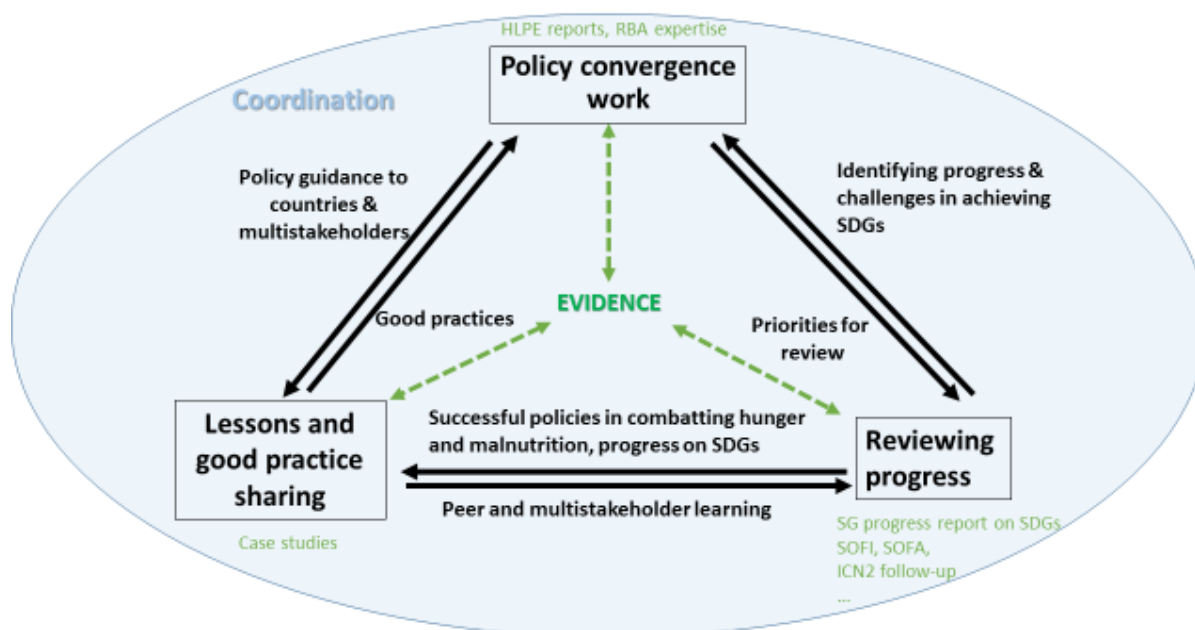 HLPE reports, RBA expertise
Policy convergence
work
Coordination
Policy guidance to
countries &
multistakeholders
Identifying progress &
challenges in achieving
SDGs
EVIDENCE
Good practices
Priorities for
review
Lessons and
good practice
sharing
Successful policies in combatting hunger
and malnutrition, progress on SDGs
Reviewing
progress
Peer and multistakeholder learning
Case studies
SG progress report on SDGs
SOFI, SOFA,
ICN2 follow-up
...